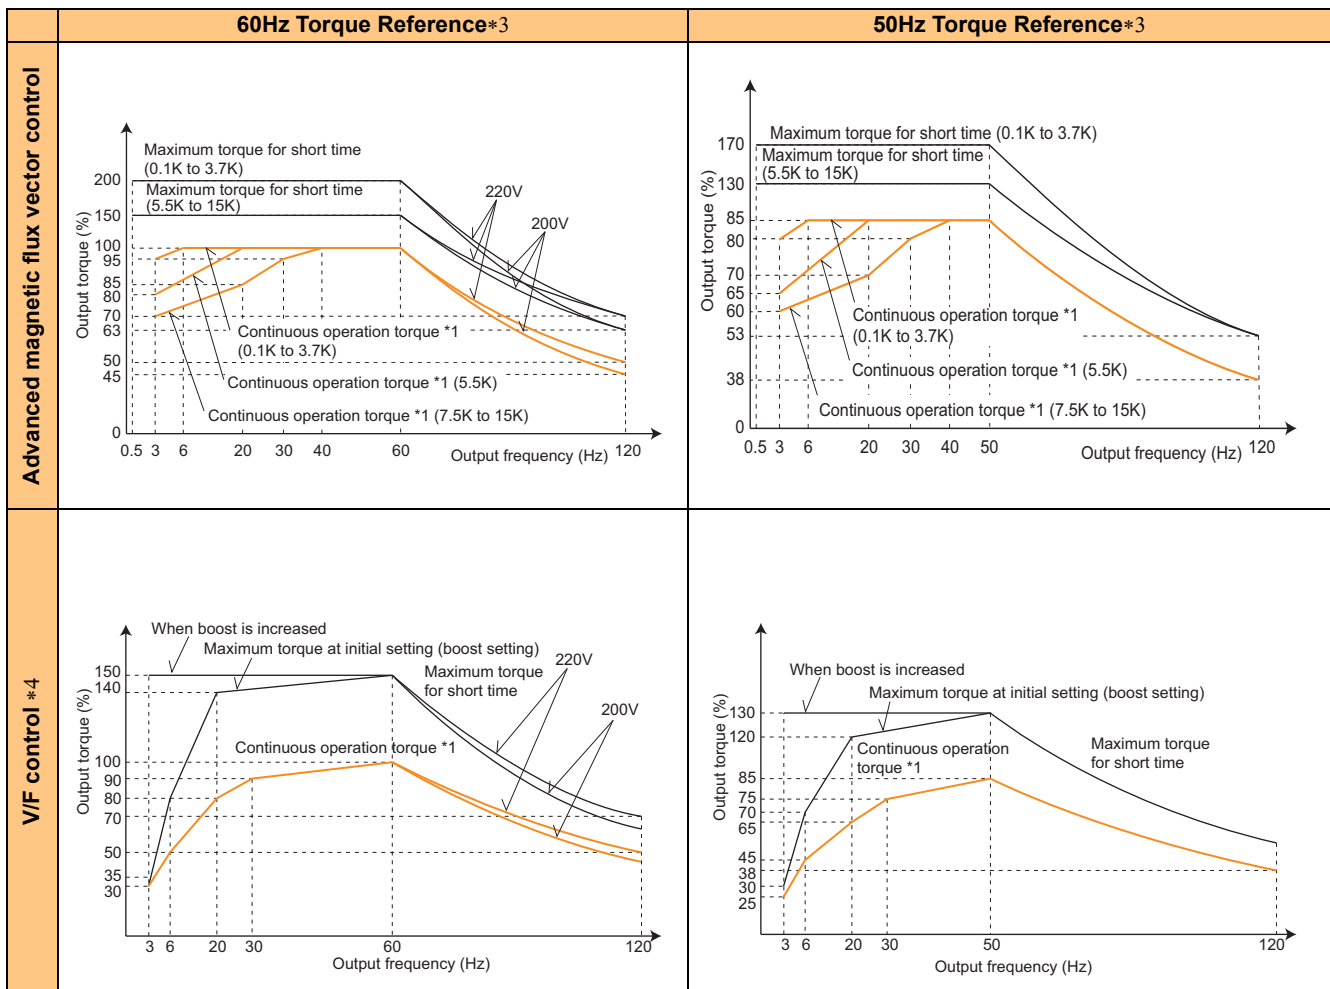 60Hz Torque Reference*3
50Hz Torque Reference*3
Advanced magnetic flux vector control
Output torque (%)
200
150
100
95
85
80
70
63
50
45
0
Maximum torque for short time
(0.1K to 3.7K)
Maximum torque for short time
(5.5K to 15K)
220V
200V
Continuous operation torque *1
(0.1K to 3.7K)
Continuous operation torque *1 (5.5K)
Continuous operation torque *1 (7.5K to 15K)
0.5 3 6 20 30 40 60 120
Output frequency (Hz)
Output torque (%)
170
130
85
80
70
65
60
53
38
0
Maximum torque for short time (0.1K to 3.7K)
Maximum torque for short time
(5.5K to 15K)
Continuous operation torque *1
(0.1K to 3.7K)
Continuous operation torque *1 (5.5K)
Continuous operation torque *1 (7.5K to 15K)
0.5 3 6 20 30 40 50 120
Output frequency (Hz)
V/F control *4
Output torque (%)
150
140
100
90
80
70
50
35
30
When boost is increased
Maximum torque at initial setting (boost setting)
Maximum torque
for short time
220V
200V
Continuous operation torque *1
3 6 20 30 60 120
Output frequency (Hz)
Output torque (%)
130
120
85
75
70
65
45
38
30
25
When boost is increased
Maximum torque at initial setting (boost setting)
Continuous operation
torque *1
Maximum torque
for short time
3 6 20 30 50 120
Output frequency (Hz)